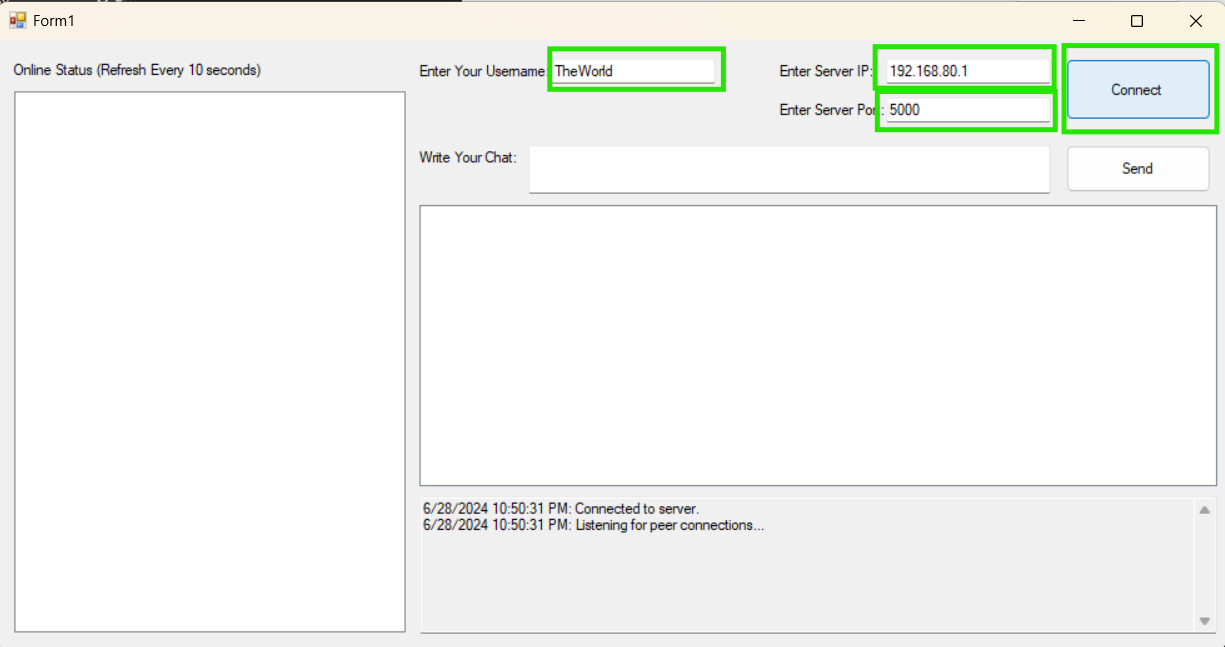 Form1
Online Status (Refresh Every 10 seconds)
Enter Your Username: TheWorld
Enter Server IP: 192.168.80.1
Connect
Enter Server Port: 5000
Write Your Chat:
Send
6/28/2024 10:50:31 PM: Connected to server.
6/28/2024 10:50:31 PM: Listening for peer connections...